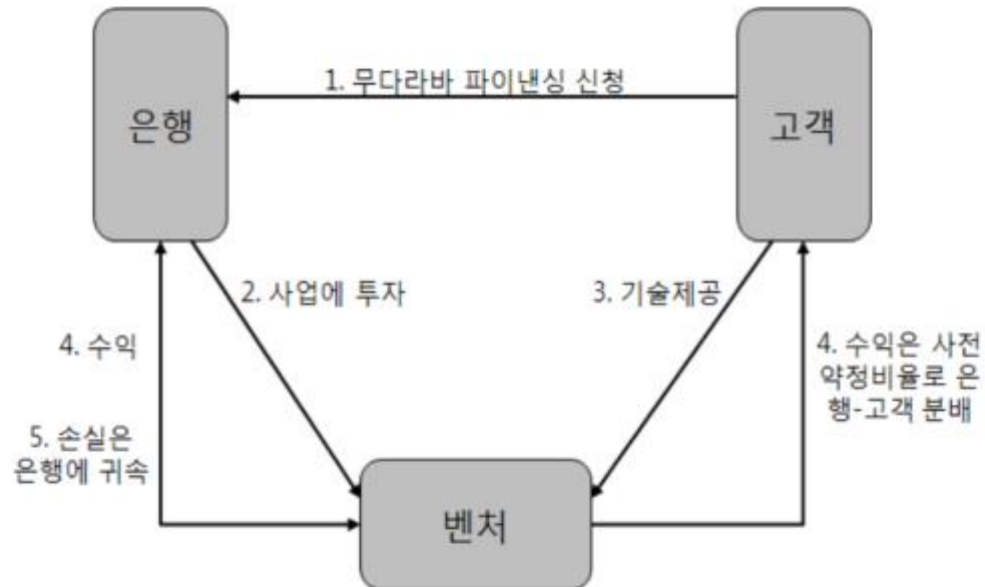 1. 무다라바 파이낸싱 신청
은행
고객
2. 사업에 투자
3. 기술제공
4. 수익
4. 수익은 사전
약정비율로 은
행-고객 분배
5. 손실은
은행에 귀속
벤처